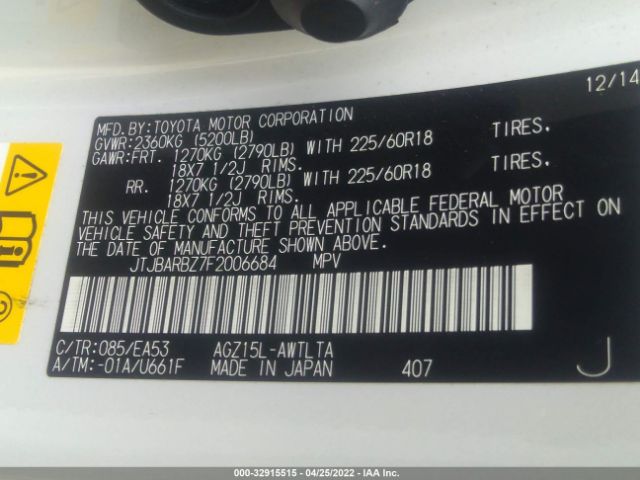 12/14
MFD.BY:TOYOTA MOTOR CORPORATION
GVWR:2360KG (5200LB)
GAWR:FRT. 1270KG (2790LB) WITH 225/60R18 TIRES.
18X7 1/2J RIMS.
RR. 1270KG (2790LB) WITH 225/60R18 TIRES.
18X7 1/2J RIMS.
THIS VEHICLE CONFORMS TO ALL APPLICABLE FEDERAL MOTOR
VEHICLE SAFETY AND THEFT PREVENTION STANDARDS IN EFFECT ON
THE DATE OF MANUFACTURE SHOWN ABOVE.
JTJBARBZ7F2006684 MPV
C/TR:085/EA53 AGZ15L-AWTLTA
A/TM:-01A/U661F MADE IN JAPAN 407 J
000-32915515 - 04/25/2022 - IAA Inc.